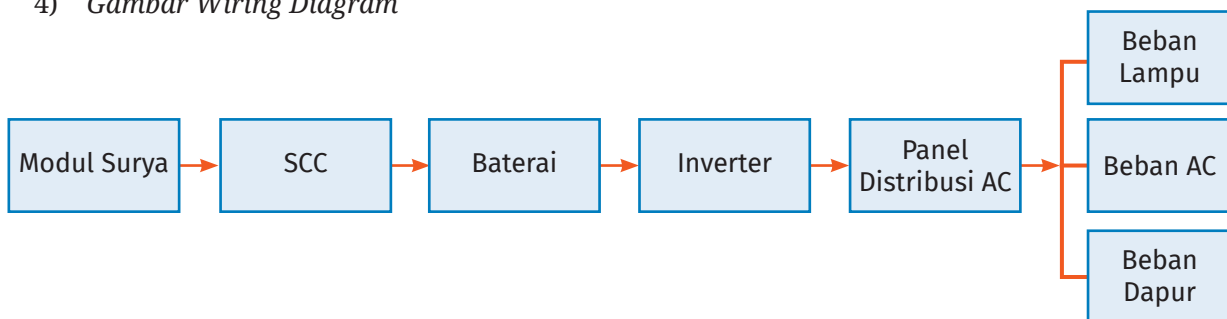 4) Gambar Wiring Diagram
Modul Surya
SCC
Baterai
Inverter
Panel
Distribusi AC
Beban
Lampu
Beban AC
Beban
Dapur